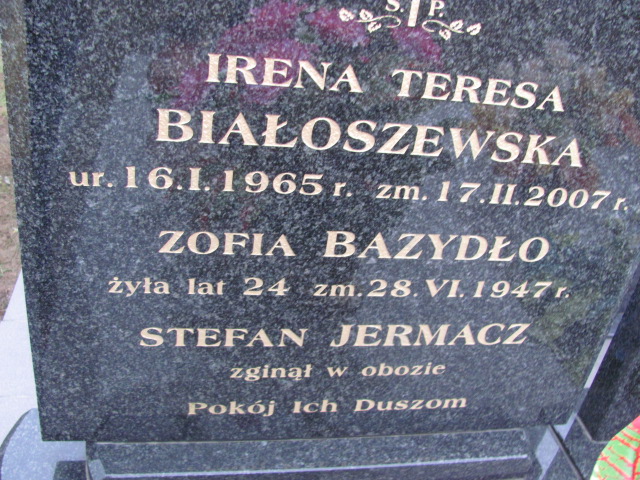 Ś. P.
IRENA TERESA
BIAŁOSZEWSKA
ur. 16.I.1965 r. zm. 17.II.2007 r.
ZOFIA BAZYDŁO
żyła lat 24 zm. 28.VI.1947 r.
STEFAN JERMACZ
zginął w obozie
Pokój Ich Duszom